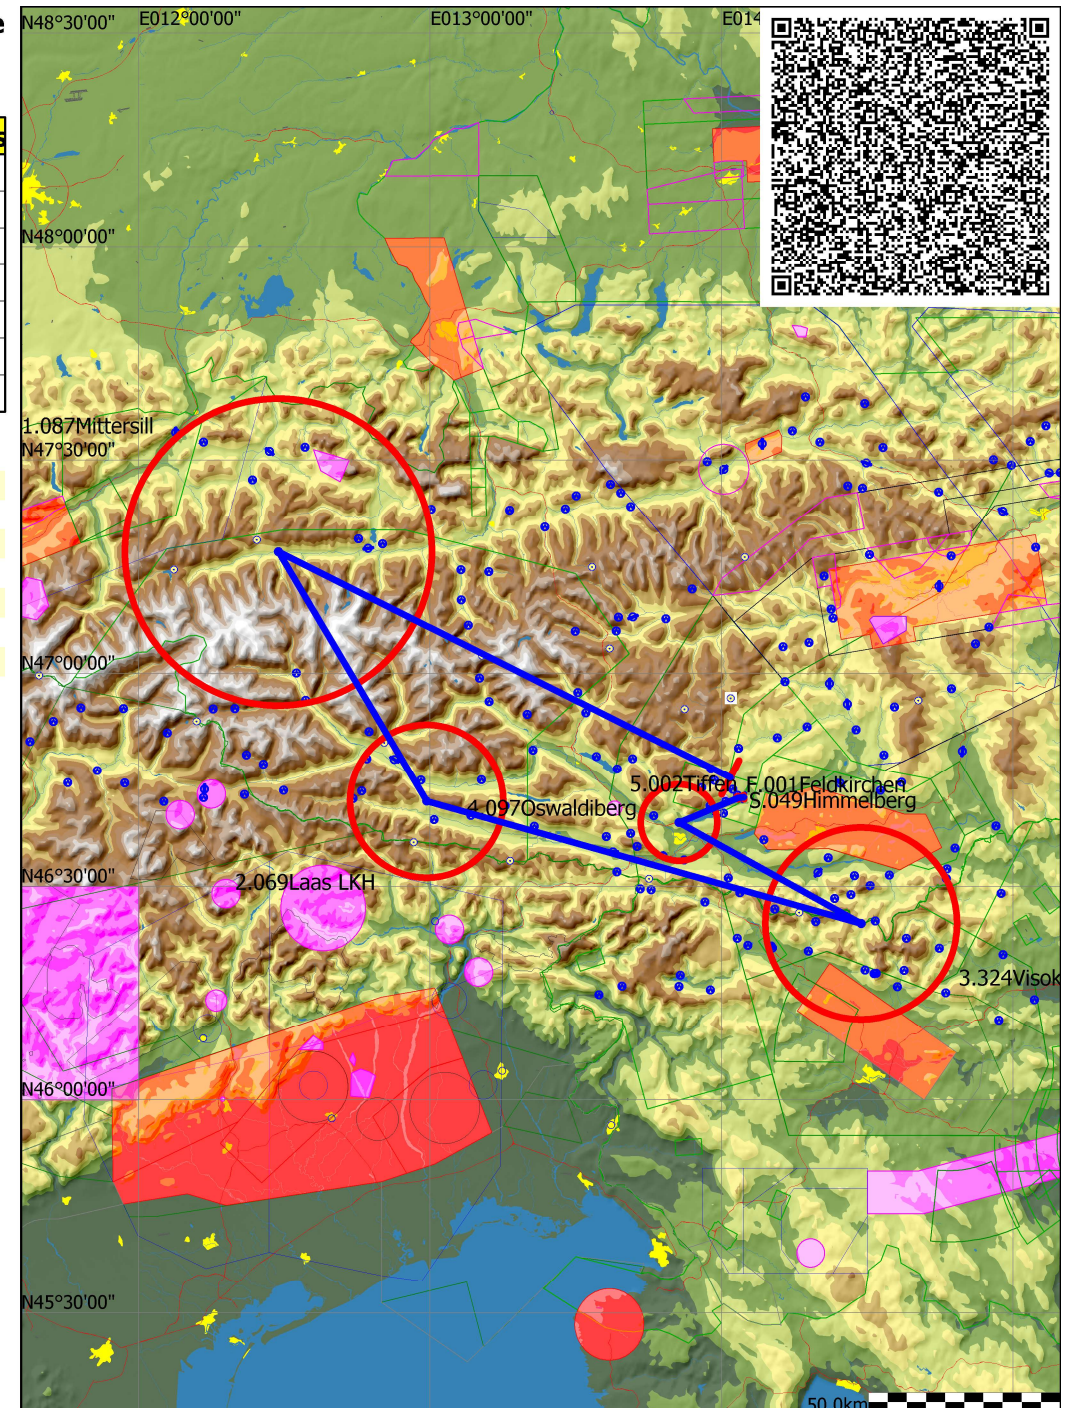 e
N48°30'00"
E012°00'00"
E013°00'00"
E014
s
N48°00'00"
1.087Mittersill
N47°30'00"
N47°00'00"
5.002Tiffen
F.001Feldkirchen
4.097Oswaldiberg
S.049Himmelberg
N46°30'00"
2.069Laas LKH
3.324Visok
N46°00'00"
N45°30'00"
50.0km